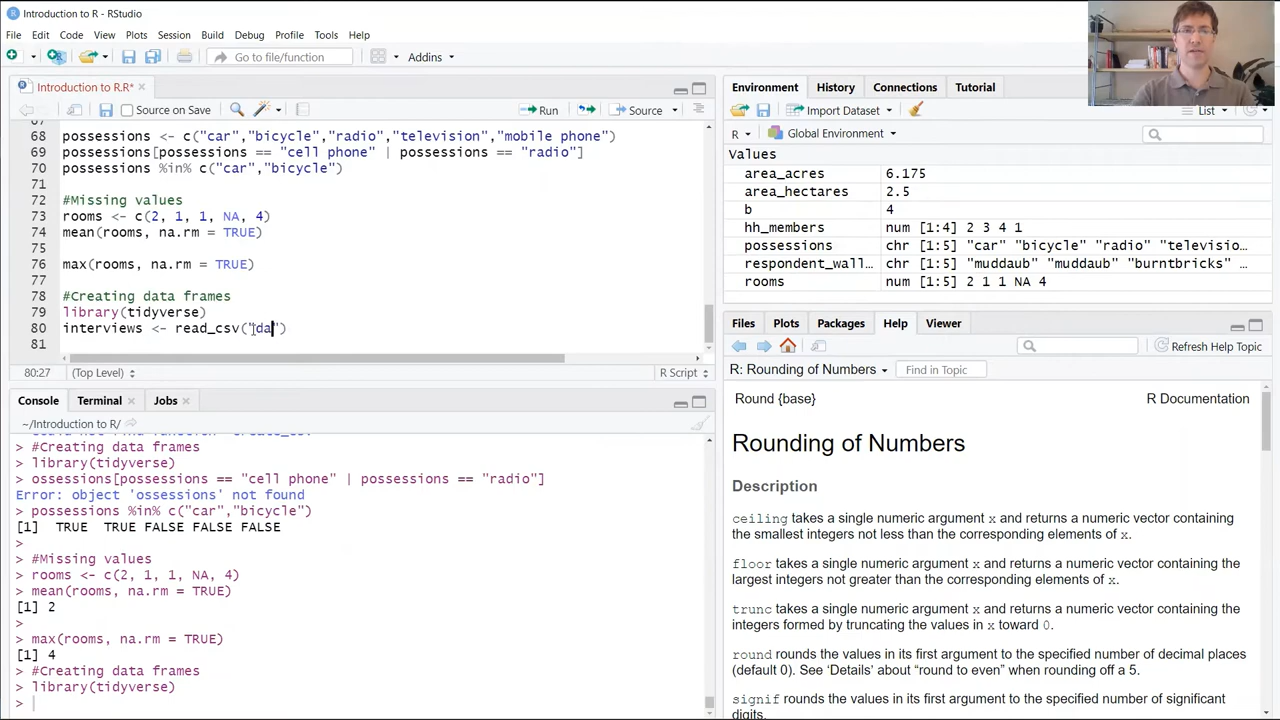 Introduction to R - RStudio
File Edit Code View Plots Session Build Debug Profile Tools Help
Go to file/function Addins
Introduction to R.R*
Source on Save Run Source
67
68 possessions <- c("car","bicycle","radio","television","mobile phone")
69 possessions[possessions == "cell phone" | possessions == "radio"]
70 possessions %in% c("car","bicycle")
71
72 #Missing values
73 rooms <- c(2, 1, 1, NA, 4)
74 mean(rooms, na.rm = TRUE)
75
76 max(rooms, na.rm = TRUE)
77
78 #Creating data frames
79 library(tidyverse)
80 interviews <- read_csv("da")
81
80:27 (Top Level) R Script
Console Terminal Jobs
~/Introduction to R/
> #Creating data frames
> library(tidyverse)
> ossessions[possessions == "cell phone" | possessions == "radio"]
Error: object 'ossessions' not found
> possessions %in% c("car","bicycle")
[1] TRUE TRUE FALSE FALSE FALSE
>
> #Missing values
> rooms <- c(2, 1, 1, NA, 4)
> mean(rooms, na.rm = TRUE)
[1] 2
>
> max(rooms, na.rm = TRUE)
[1] 4
> #Creating data frames
> library(tidyverse)
>
Environment History Connections Tutorial
Import Dataset List
R Global Environment
Values
area_acres 6.175
area_hectares 2.5
b 4
hh_members num [1:4] 2 3 4 1
possessions chr [1:5] "car" "bicycle" "radio" "televisio…
respondent_wall… chr [1:5] "muddaub" "muddaub" "burntbricks" …
rooms num [1:5] 2 1 1 NA 4
Files Plots Packages Help Viewer
Refresh Help Topic
R: Rounding of Numbers Find in Topic
Round {base} R Documentation
Rounding of Numbers
Description
ceiling takes a single numeric argument x and returns a numeric vector containing
the smallest integers not less than the corresponding elements of x.
floor takes a single numeric argument x and returns a numeric vector containing the
largest integers not greater than the corresponding elements of x.
trunc takes a single numeric argument x and returns a numeric vector containing the
integers formed by truncating the values in x toward 0.
round rounds the values in its first argument to the specified number of decimal places
(default 0). See ‘Details’ about “round to even” when rounding off a 5.
signif rounds the values in its first argument to the specified number of significant
digits.